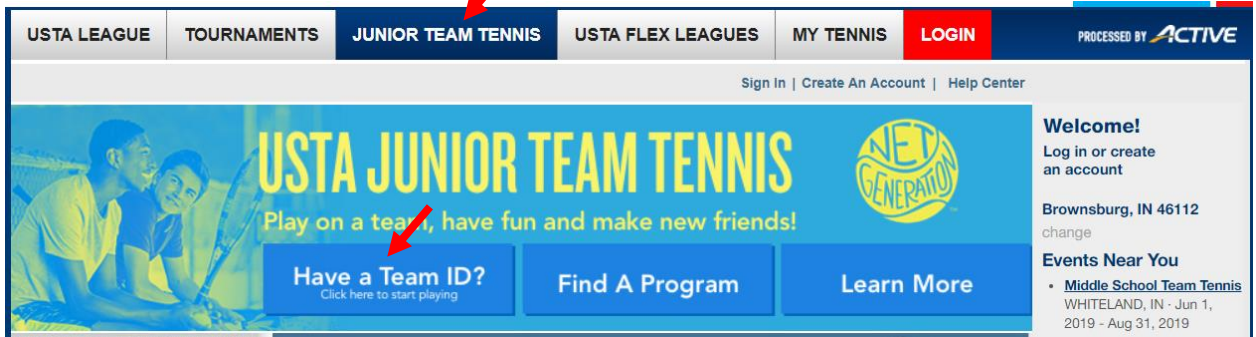 USTA LEAGUE TOURNAMENTS JUNIOR TEAM TENNIS USTA FLEX LEAGUES MY TENNIS LOGIN PROCESSED BY ACTIVE
Sign In | Create An Account | Help Center
USTA JUNIOR TEAM TENNIS
NET
GENERATION
Play on a team, have fun and make new friends!
Have a Team ID?
Click here to start playing
Find A Program
Learn More
Welcome!
Log in or create
an account
Brownsburg, IN 46112
change
Events Near You
• Middle School Team Tennis
WHITELAND, IN - Jun 1,
2019 - Aug 31, 2019